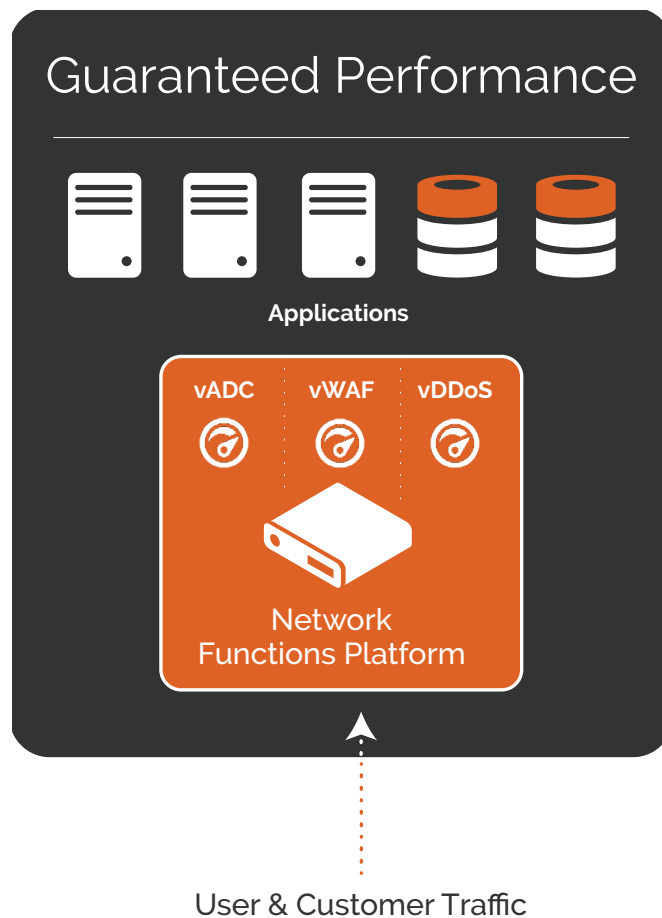 Guaranteed Performance
Applications
vADC vWAF vDDoS
Network
Functions Platform
User & Customer Traffic